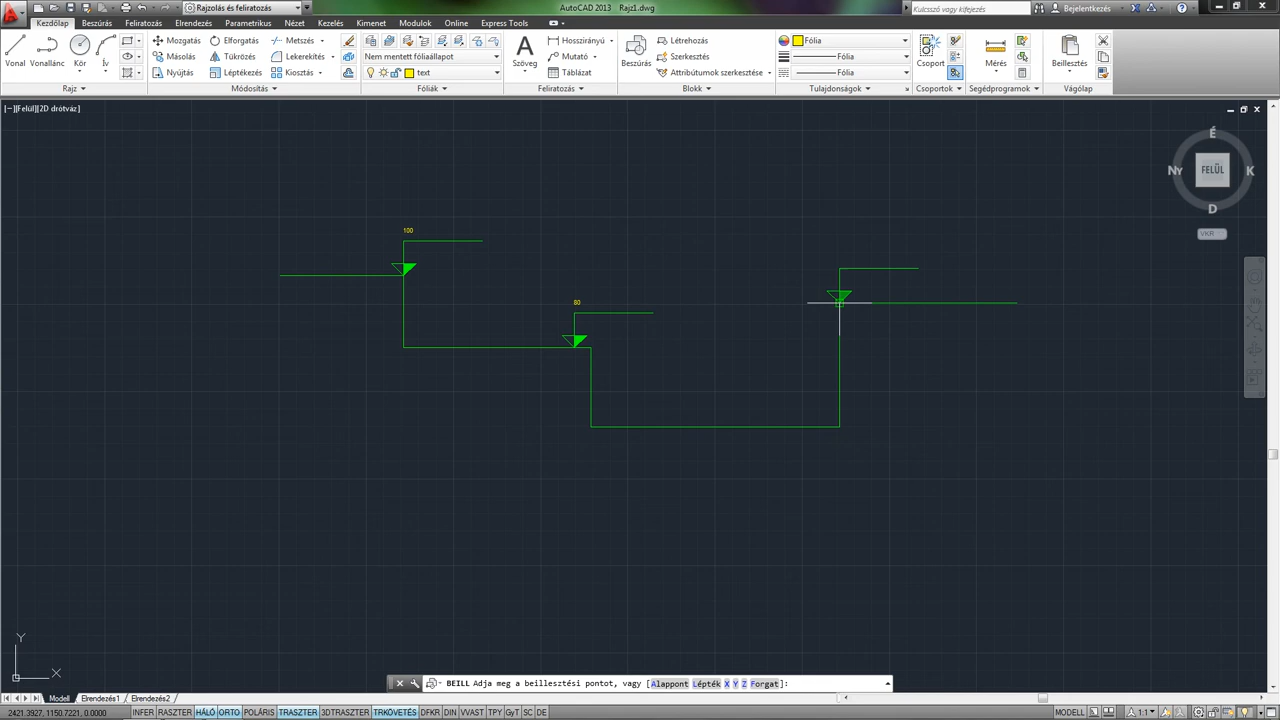 Rajzolás és feliratozás
AutoCAD 2013 Rajz1.dwg
Kulcsszó vagy kifejezés
Bejelentkezés
Kezdőlap Beszúrás Feliratozás Elrendezés Parametrikus Nézet Kezelés Kimenet Modulok Online Express Tools
Vonal
Vonallánc
Kör
Ív
Mozgatás
Elforgatás
Metszés
Másolás
Tükrözés
Lekerekítés
Nyújtás
Léptékezés
Kiosztás
Nem mentett fóliaállapot
text
Szöveg
Hosszirányú
Mutató
Táblázat
Beszúrás
Létrehozás
Szerkesztés
Attribútumok szerkesztése
Fólia
Fólia
Fólia
Csoport
Mérés
Beillesztés
Rajz Módosítás Fóliák Feliratozás Blokk Tulajdonságok Csoportok Segédprogramok Vágólap
[−][Felül][2D drótváz]
É
NY
FELÜL
K
D
VKR
100
80
Y
X
BEILL Adja meg a beillesztési pontot, vagy [Alappont Lépték X Y Z Forgat]:
Modell Elrendezés1 Elrendezés2
2421.3927, 1150.7221, 0.0000
INFER RASZTER HÁLÓ ORTO POLÁRIS TRASZTER 3DTRASZTER TRKÖVETÉS DFKR DIN VVAST TPY GyT SC DE
MODELL
1:1